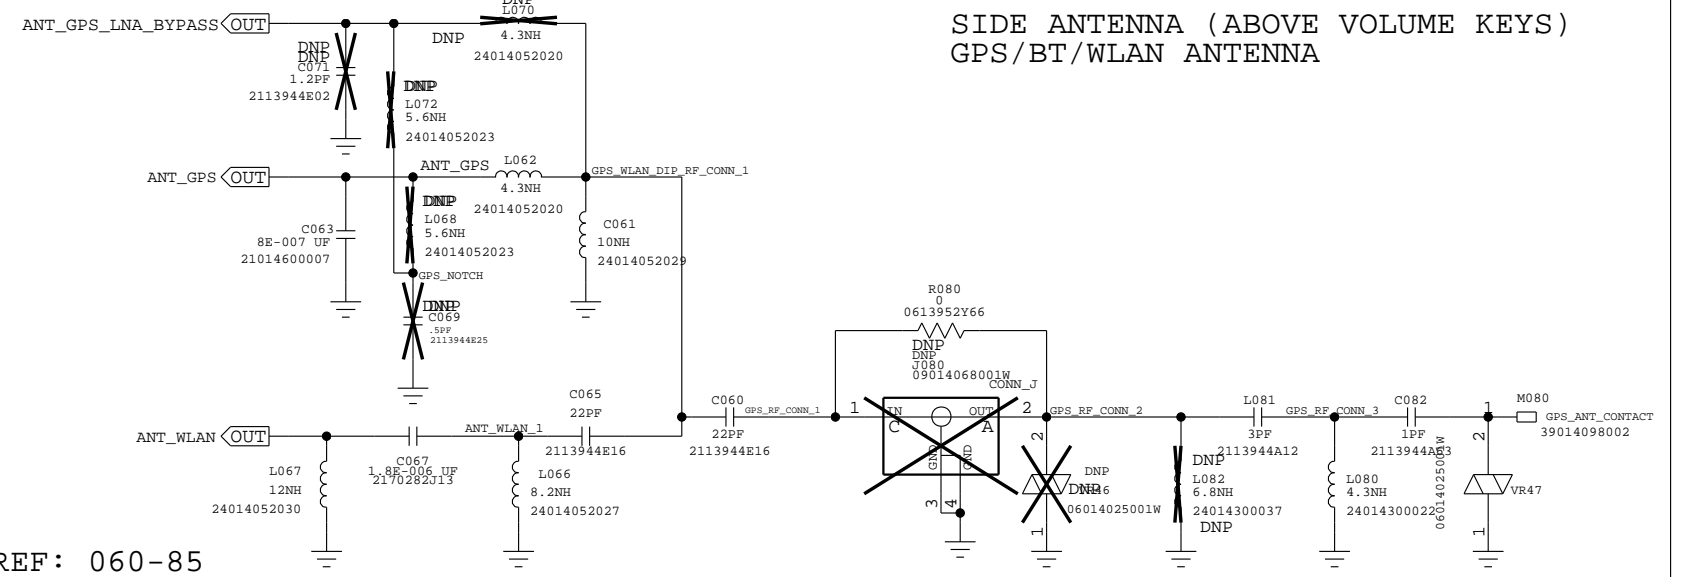 SIDE ANTENNA (ABOVE VOLUME KEYS)
GPS/BT/WLAN ANTENNA
ANT_GPS_LNA_BYPASS OUT
DNP
L070
4.3NH
DNP
24014052020
DNP
DNP
C071
1.2PF
2113944E02
DNP
L072
5.6NH
24014052023
ANT_GPS OUT
ANT_GPS
L062
4.3NH
24014052020
GPS_WLAN_DIP_RF_CONN_1
DNP
L068
5.6NH
24014052023
C063
8E-007 UF
21014600007
C061
10NH
24014052029
GPS_NOTCH
DNP
C069
.5PF
2113944E25
R080
0
0613952Y66
DNP
DNP
J080
09014068001W
CONN_J
1 IN OUT 2
C A
GND GND
3 4
ANT_WLAN OUT
L067
12NH
24014052030
C067
1.8E-006 UF
2170282J13
ANT_WLAN_1
L066
8.2NH
24014052027
C065
22PF
2113944E16
C060
22PF
2113944E16
GPS_RF_CONN_1
GPS_RF_CONN_2
2
DNP
DNP
06014025001W
1
DNP
L082
6.8NH
24014300037
DNP
L081
3PF
2113944A12
GPS_RF_CONN_3
L080
4.3NH
24014300022
C082
1PF
2113944A03
06014025001W
1
2
VR47
1
M080
GPS_ANT_CONTACT
39014098002
REF: 060-85